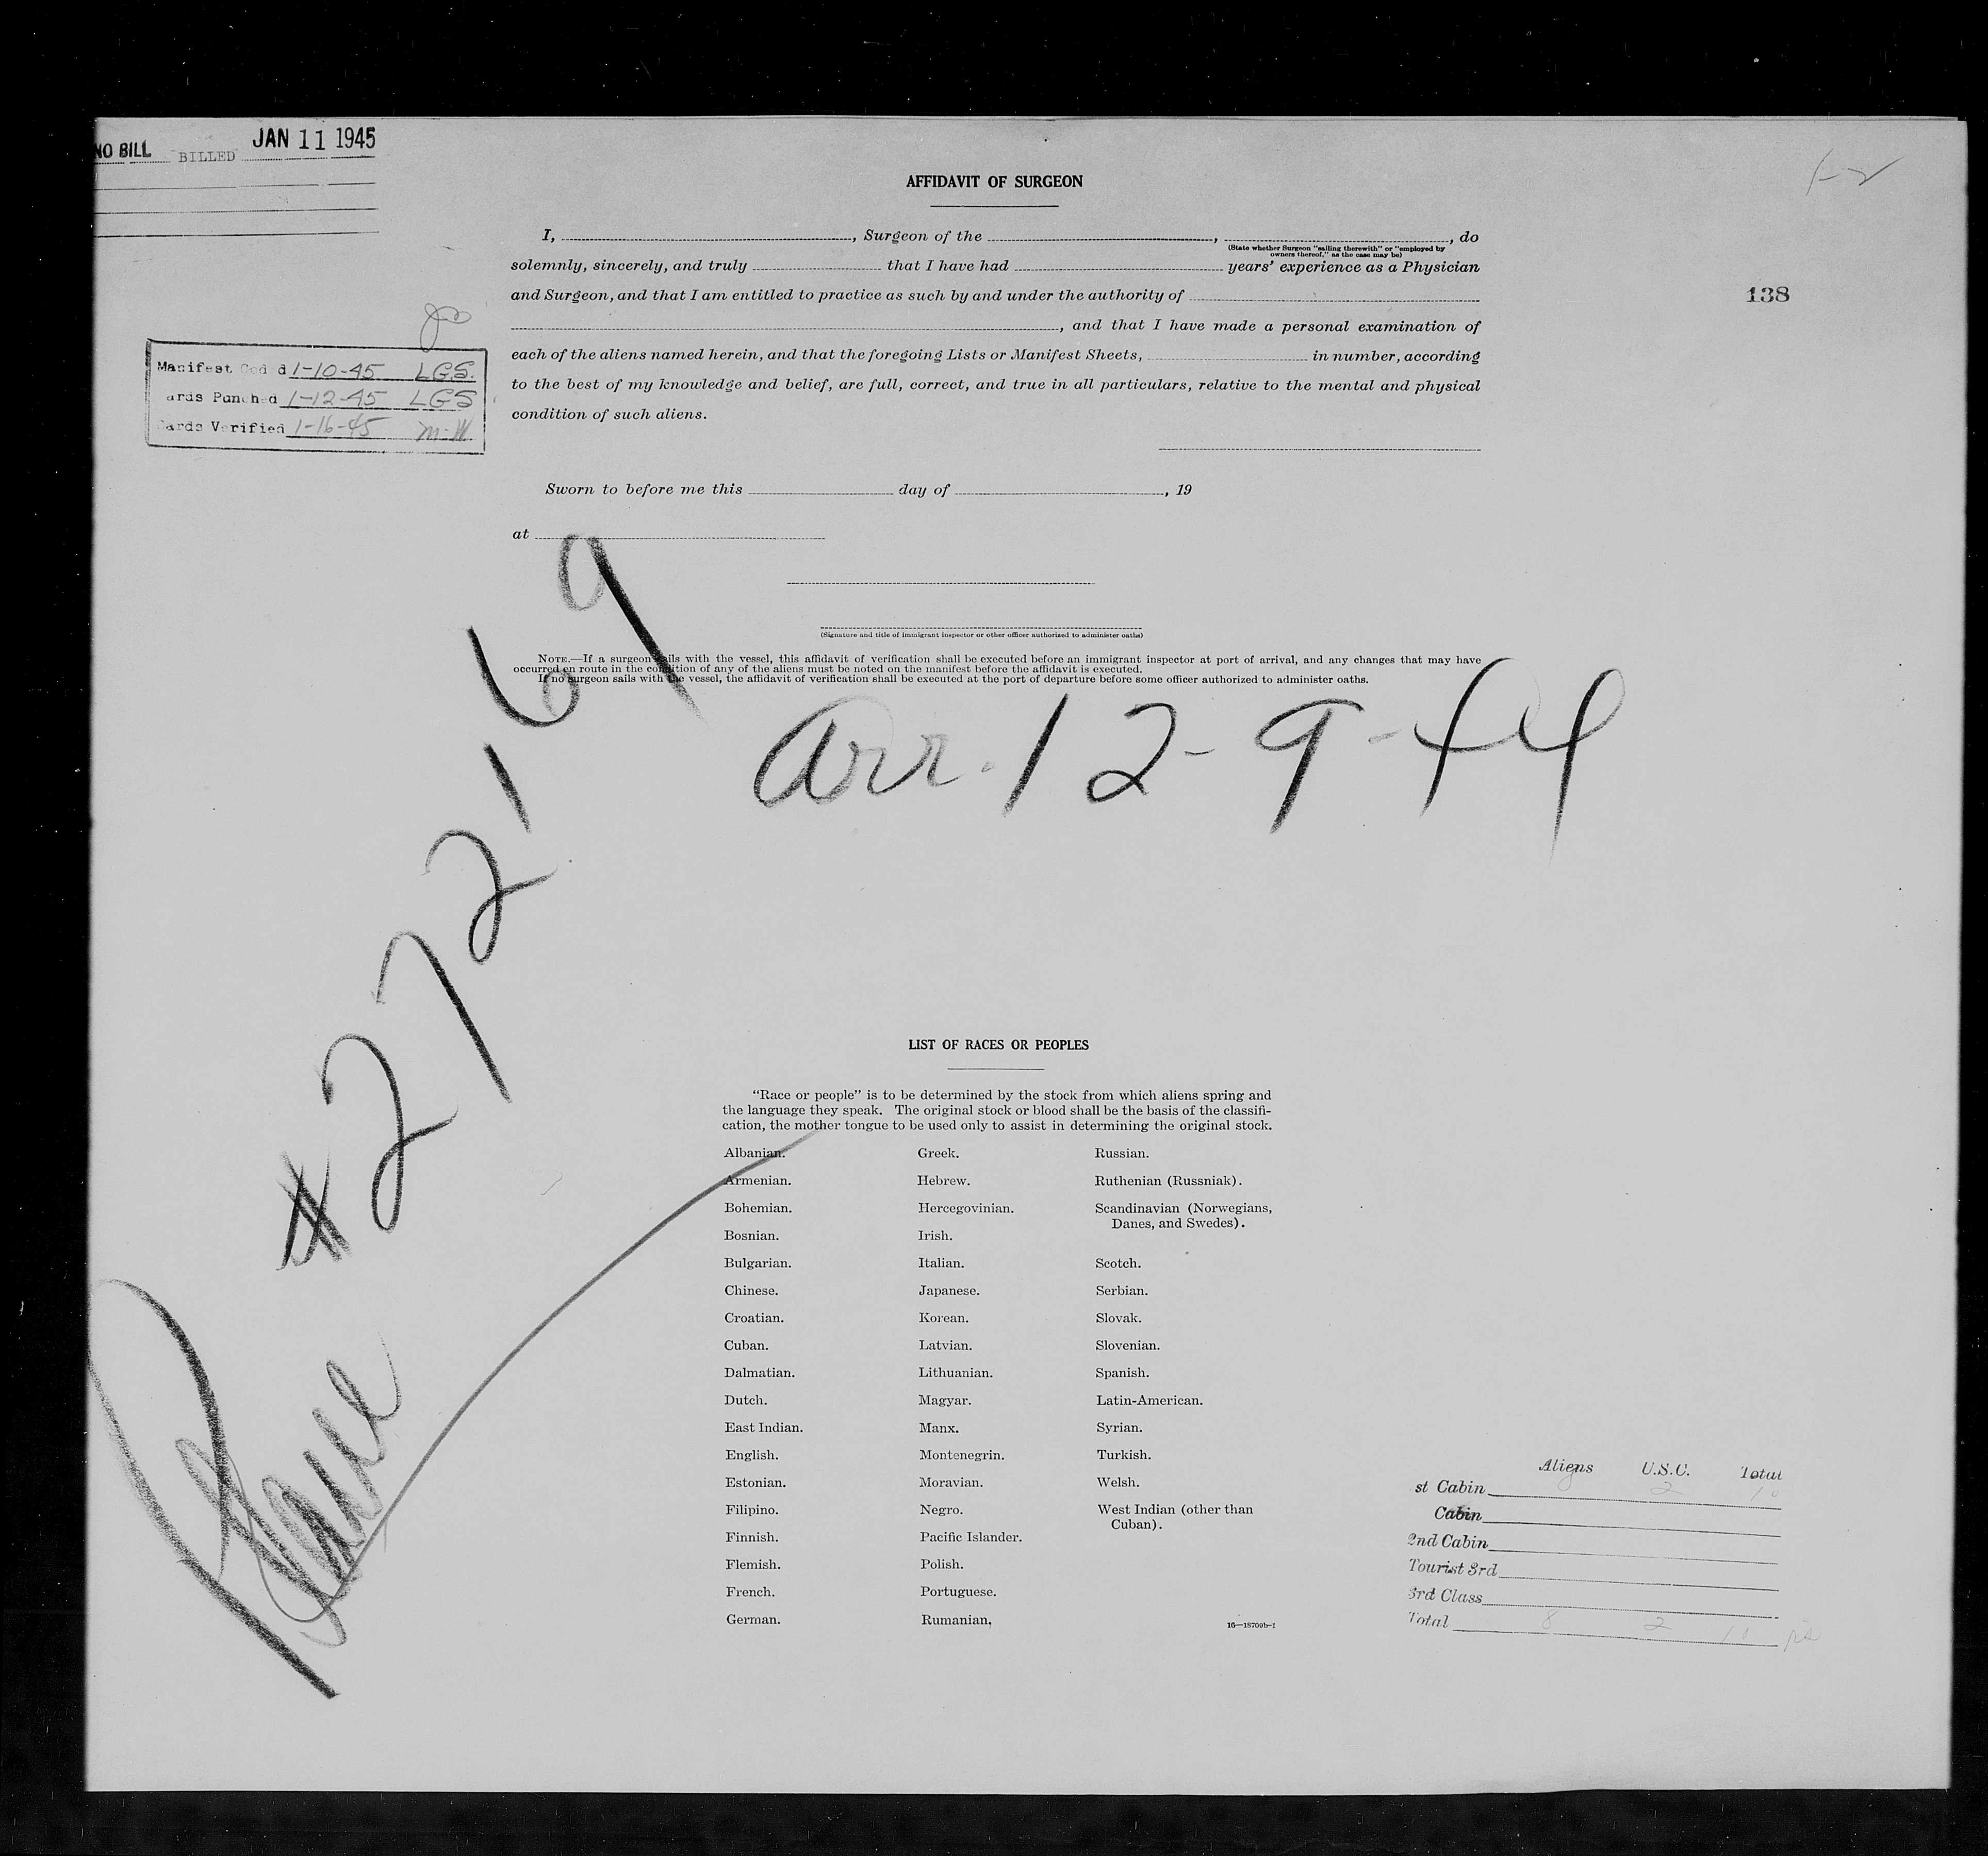 NO BILL BILLED JAN 11 1945
1-2
138
AFFIDAVIT OF SURGEON
I, , Surgeon of the , , do
(State whether Surgeon "sailing therewith" or "employed by
owners thereof," as the case may be)
solemnly, sincerely, and truly that I have had years' experience as a Physician
and Surgeon, and that I am entitled to practice as such by and under the authority of
, and that I have made a personal examination of
each of the aliens named herein, and that the foregoing Lists or Manifest Sheets, in number, according
to the best of my knowledge and belief, are full, correct, and true in all particulars, relative to the mental and physical
condition of such aliens.
Manifest Cod d 1-10-45 LGS.
ards Punch d 1-12-45 LGS
ards V rified 1-16-45 M-W
Sworn to before me this day of , 19
at
(Signature and title of immigrant inspector or other officer authorized to administer oaths)
NOTE.—If a surgeon sails with the vessel, this affidavit of verification shall be executed before an immigrant inspector at port of arrival, and any changes that may have
occurred en route in the condition of any of the aliens must be noted on the manifest before the affidavit is executed.
If no surgeon sails with the vessel, the affidavit of verification shall be executed at the port of departure before some officer authorized to administer oaths.
Arr. 12-9-44
Plane #272169
LIST OF RACES OR PEOPLES
"Race or people" is to be determined by the stock from which aliens spring and
the language they speak. The original stock or blood shall be the basis of the classifi-
cation, the mother tongue to be used only to assist in determining the original stock.
Albanian.
Armenian.
Bohemian.
Bosnian.
Bulgarian.
Chinese.
Croatian.
Cuban.
Dalmatian.
Dutch.
East Indian.
English.
Estonian.
Filipino.
Finnish.
Flemish.
French.
German.
Greek.
Hebrew.
Hercegovinian.
Irish.
Italian.
Japanese.
Korean.
Latvian.
Lithuanian.
Magyar.
Manx.
Montenegrin.
Moravian.
Negro.
Pacific Islander.
Polish.
Portuguese.
Rumanian.
Russian.
Ruthenian (Russniak).
Scandinavian (Norwegians,
Danes, and Swedes).
Scotch.
Serbian.
Slovak.
Slovenian.
Spanish.
Latin-American.
Syrian.
Turkish.
Welsh.
West Indian (other than
Cuban).
16—18709b-1
Aliens U.S.C. Total
st Cabin 8 2 10
Cabin
2nd Cabin
Tourist 3rd
3rd Class
Total 8 2 10